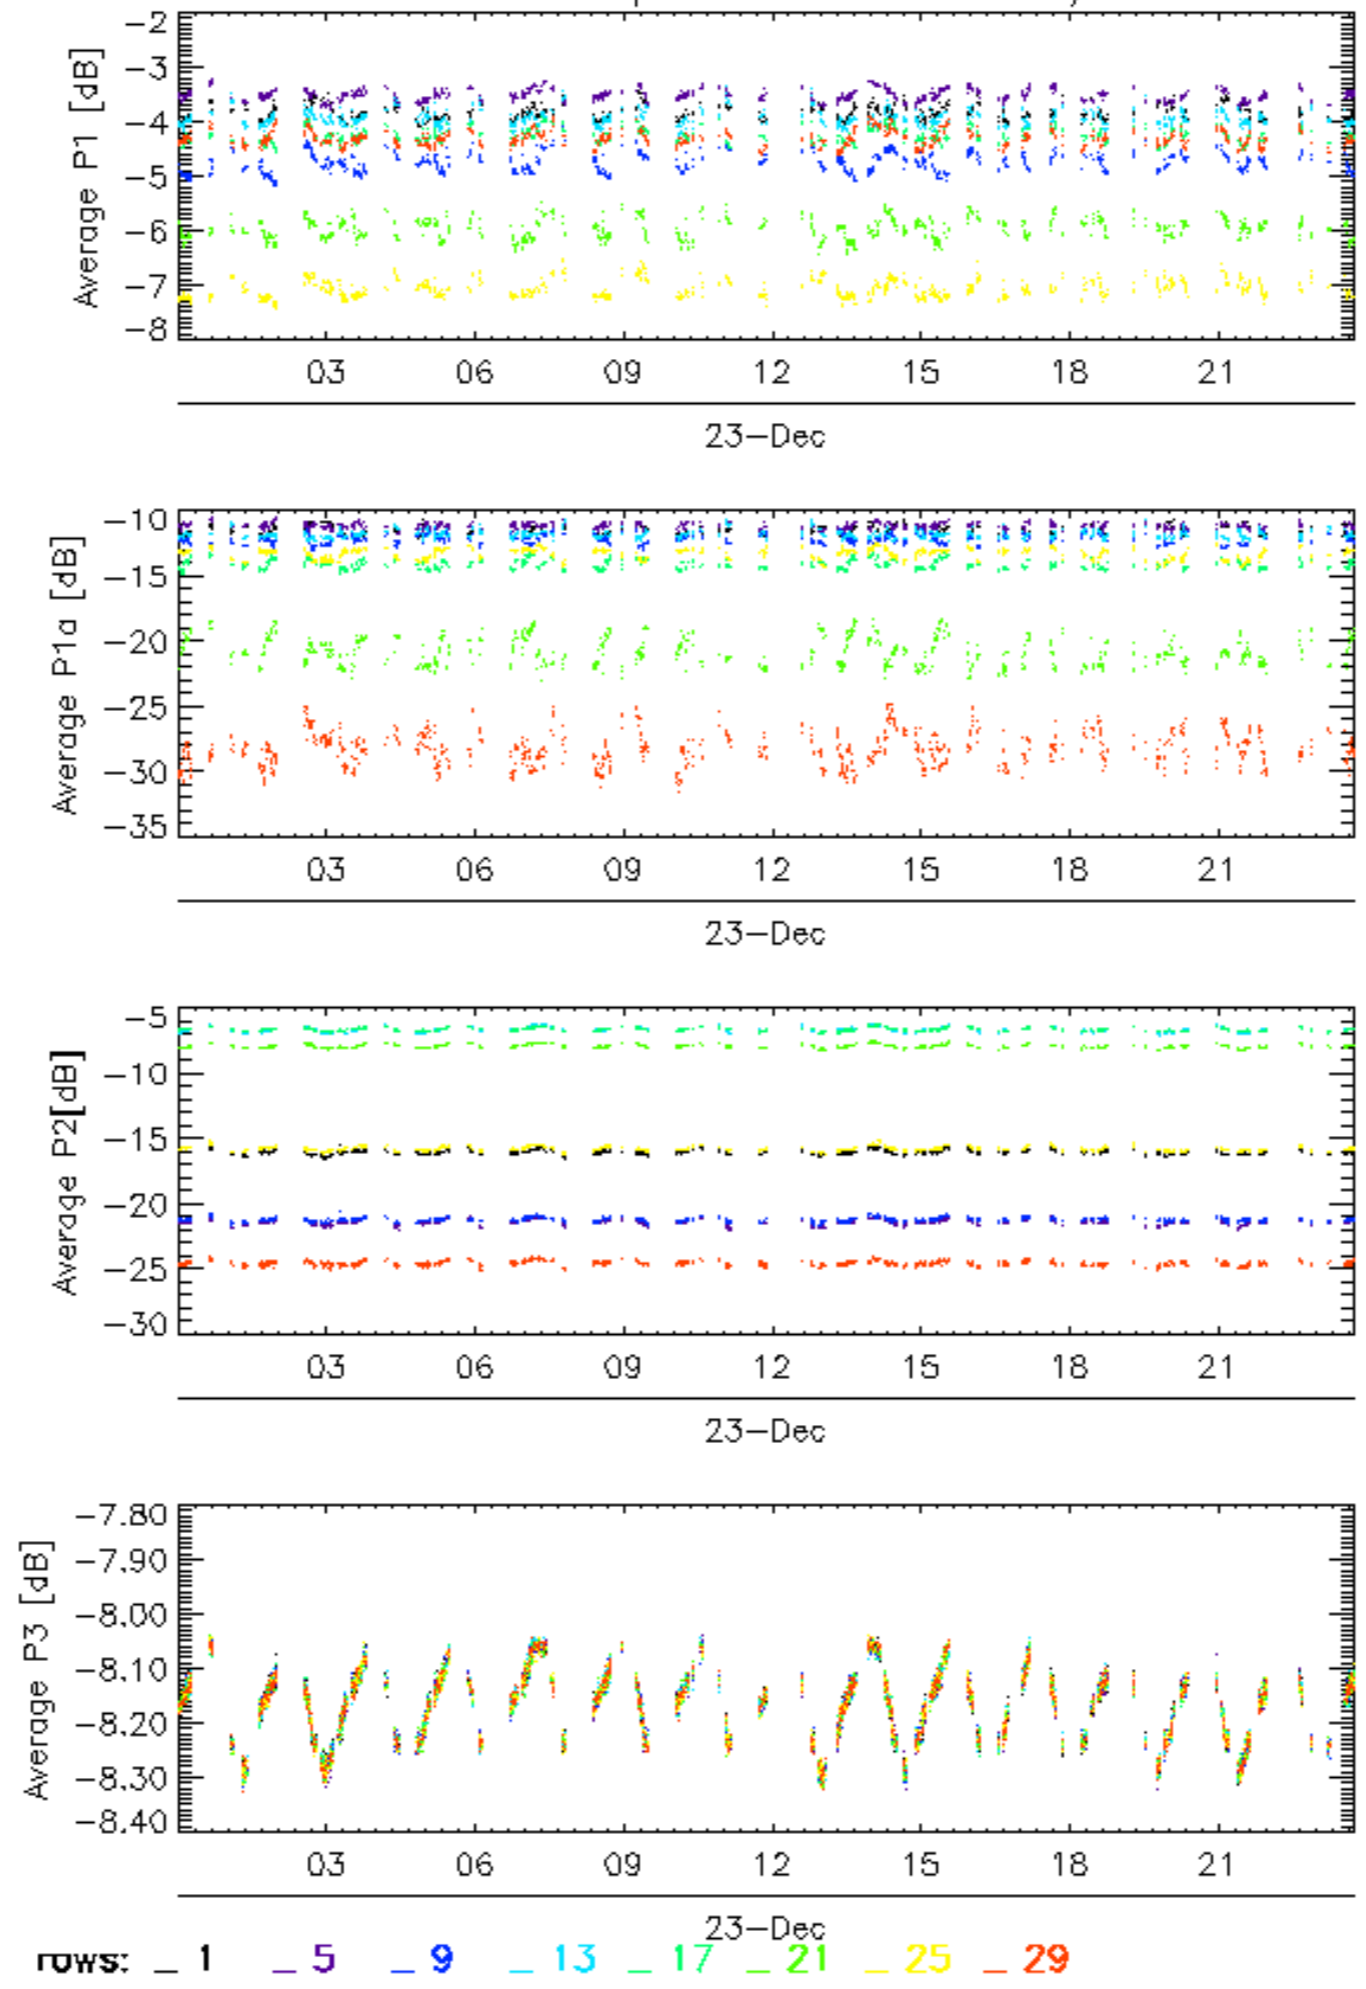 -2
-3
-4
-5
-6
-7
-8
Average P1 [dB]
03 06 09 12 15 18 21
23-Dec
-10
-15
-20
-25
-30
-35
Average P1a [dB]
03 06 09 12 15 18 21
23-Dec
-5
-10
-15
-20
-25
-30
Average P2[dB]
03 06 09 12 15 18 21
23-Dec
-7.80
-7.90
-8.00
-8.10
-8.20
-8.30
-8.40
Average P3 [dB]
03 06 09 12 15 18 21
23-Dec
rows: _ 1 _ 5 _ 9 _ 13 _ 17 _ 21 _ 25 _ 29